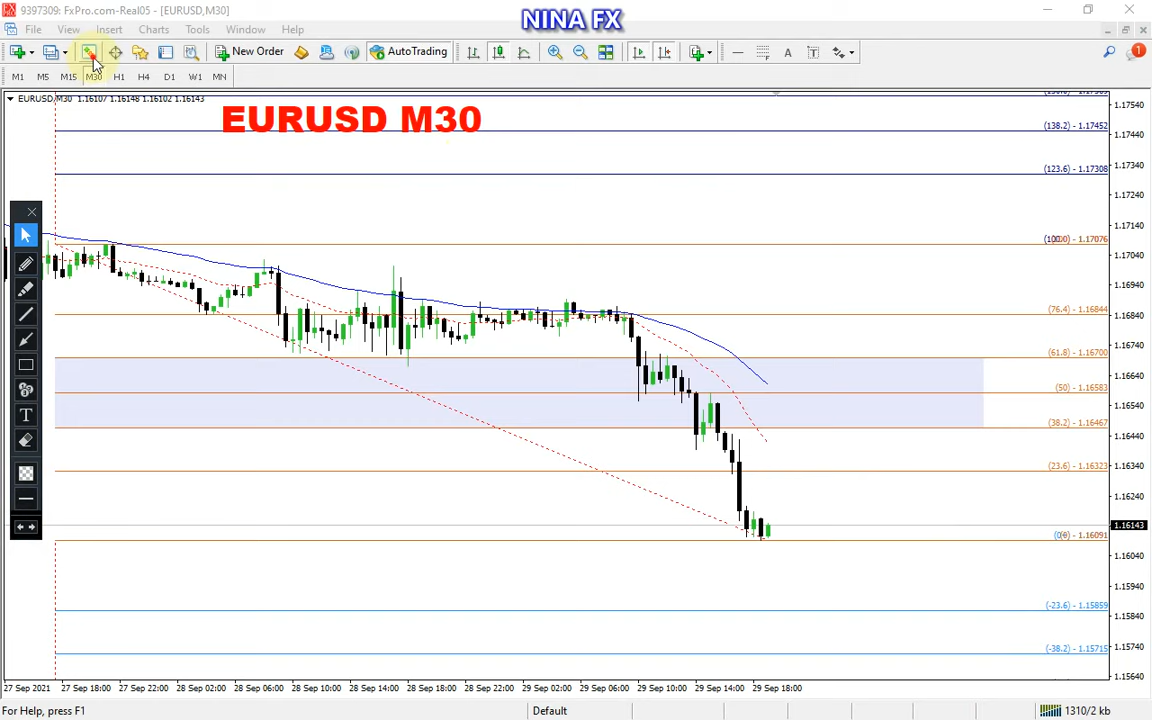 9397309: FxPro.com-Real05 - [EURUSD,M30]
NINA FX
File View Insert Charts Tools Window Help
New Order AutoTrading
1
M1 M5 M15 M30 H1 H4 D1 W1 MN
EURUSD,M30 1.16107 1.16148 1.16102 1.16143
EURUSD M30
1.17540
(138.2) - 1.17452
1.17440
(123.6) - 1.17308
1.17340
1.17240
1.17140
1.17076
1.17040
1.16940
(76.4) - 1.16844
1.16840
1.16740
(61.8) - 1.16700
1.16640
(50) - 1.16583
1.16540
(38.2) - 1.16467
1.16440
(23.6) - 1.16323
1.16340
1.16240
1.16143
1.16091
1.16040
1.15940
(-23.6) - 1.15859
1.15840
(-38.2) - 1.15715
1.15740
1.15640
27 Sep 2021 27 Sep 18:00 27 Sep 22:00 28 Sep 02:00 28 Sep 06:00 28 Sep 10:00 28 Sep 14:00 28 Sep 18:00 28 Sep 22:00 29 Sep 02:00 29 Sep 06:00 29 Sep 10:00 29 Sep 14:00 29 Sep 18:00
For Help, press F1 Default 1310/2 kb